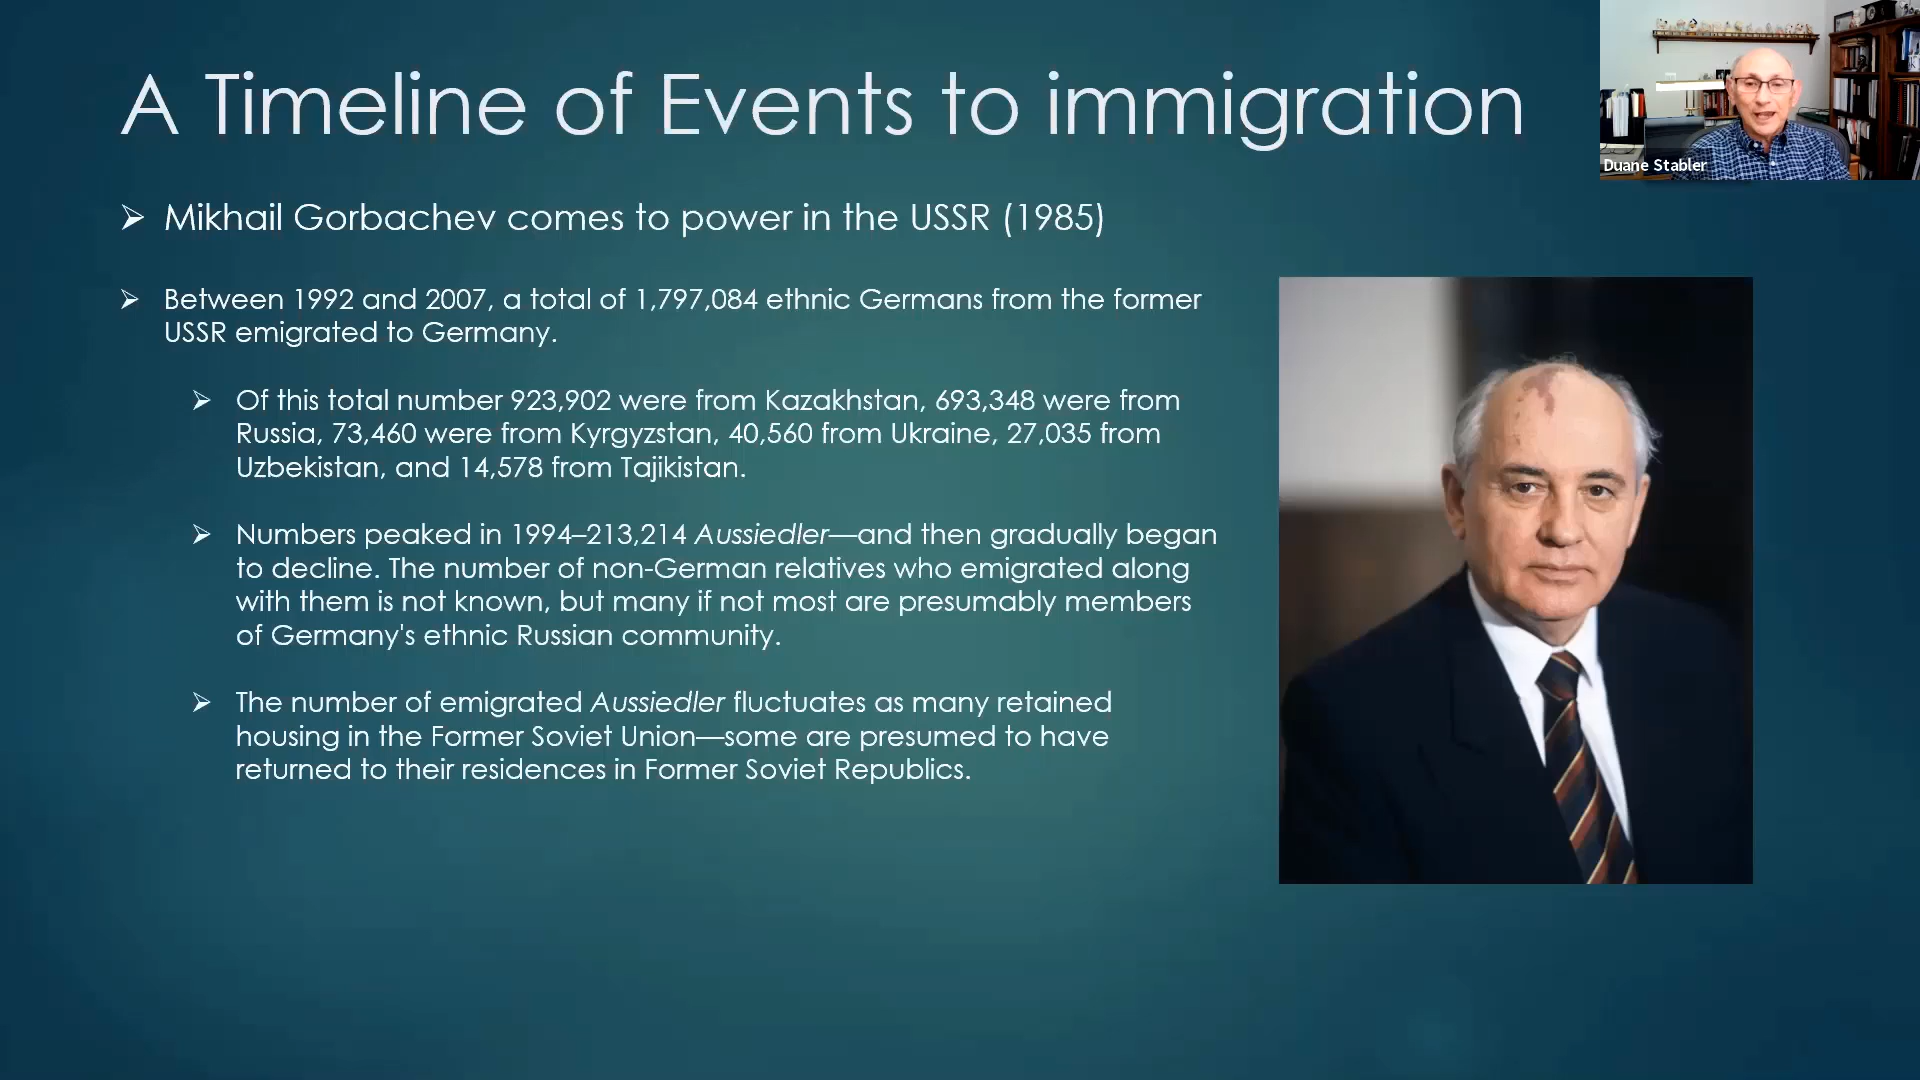 A Timeline of Events to immigration
Duane Stabler
Mikhail Gorbachev comes to power in the USSR (1985)
Between 1992 and 2007, a total of 1,797,084 ethnic Germans from the former
USSR emigrated to Germany.
Of this total number 923,902 were from Kazakhstan, 693,348 were from
Russia, 73,460 were from Kyrgyzstan, 40,560 from Ukraine, 27,035 from
Uzbekistan, and 14,578 from Tajikistan.
Numbers peaked in 1994–213,214 Aussiedler—and then gradually began
to decline. The number of non-German relatives who emigrated along
with them is not known, but many if not most are presumably members
of Germany's ethnic Russian community.
The number of emigrated Aussiedler fluctuates as many retained
housing in the Former Soviet Union—some are presumed to have
returned to their residences in Former Soviet Republics.